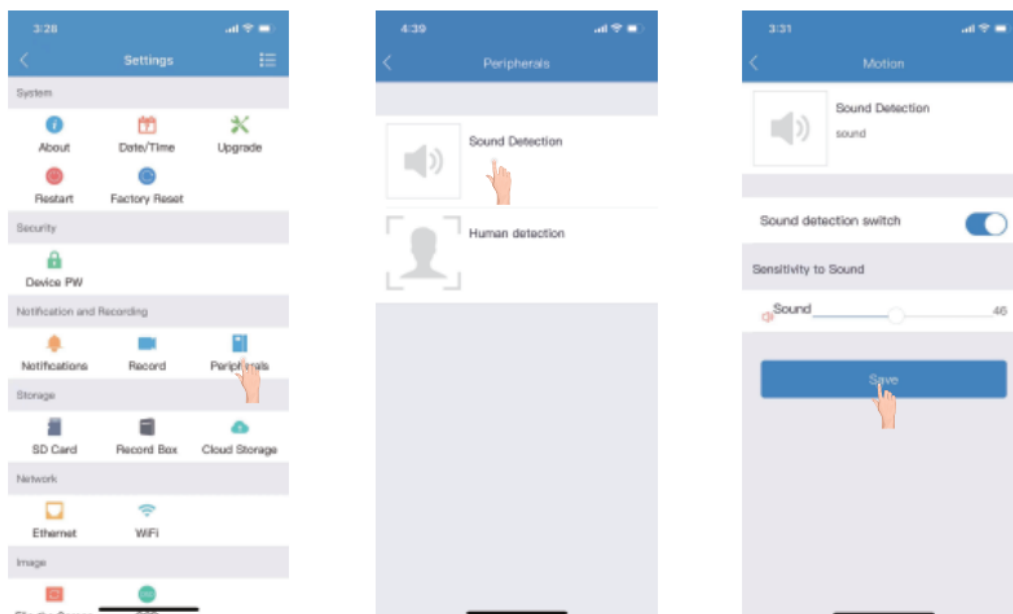 3:28
Settings
System
About Date/Time Upgrade
Restart Factory Reset
Security
Device PW
Notification and Recording
Notifications Record Peripherals
Storage
SD Card Record Box Cloud Storage
Network
Ethernet WiFi
Image
4:39
Peripherals
Sound Detection
Human detection
3:31
Motion
Sound Detection
sound
Sound detection switch
Sensitivity to Sound
Sound 46
Save